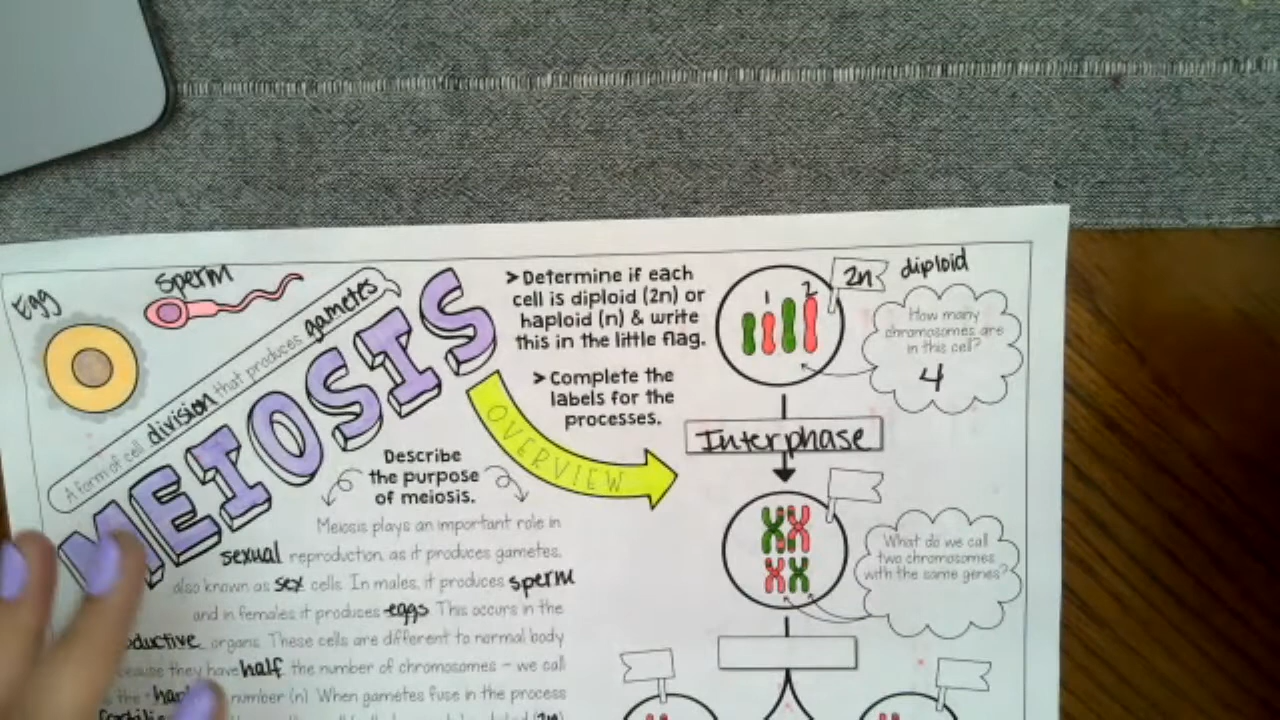 Egg
Sperm
A form of cell division that produces gametes
MEIOSIS
OVERVIEW
➤ Determine if each
cell is diploid (2n) or
haploid (n) & write
this in the little flag.
➤ Complete the
labels for the
processes.
Describe
the purpose
of meiosis.
Meiosis plays an important role in
sexual reproduction, as it produces gametes,
also known as sex cells. In males, it produces sperm
and in females it produces eggs. This occurs in the
organs. These cells are different to normal body
they have half the number of chromosomes – we call
the number (n). When gametes fuse in the process
1 2
2n diploid
How many
chromosomes are
in this cell?
4
Interphase
What do we call
two chromosomes
with the same genes?